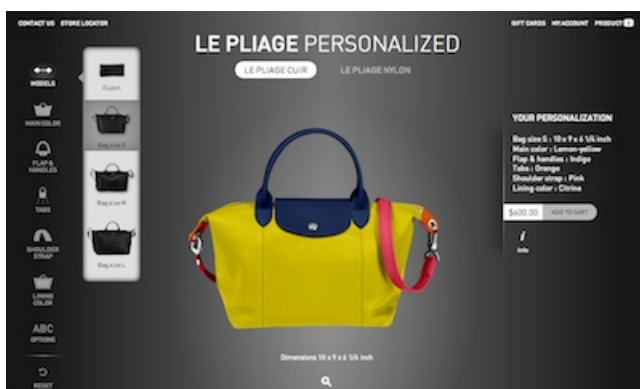 CONTACT US STORE LOCATOR
GIFT CARDS MY ACCOUNT PRODUCT 0
LE PLIAGE PERSONALIZED
LE PLIAGE CUIR LE PLIAGE NYLON
MODELS
MAIN COLOR
FLAP &
HANDLES
TABS
SHOULDER
STRAP
LINING
COLOR
ABC
OPTIONS
RESET
Clutch
Bag size S
Bag size M
Bag size L
YOUR PERSONALIZATION
Bag size S : 10 x 9 x 6 1/4 inch
Main color : Lemon-yellow
Flap & handles : Indigo
Tabs : Orange
Shoulder strap : Pink
Lining color : Citrine
$600.00 ADD TO CART
i
Info
Dimensions 10 x 9 x 6 1/4 inch